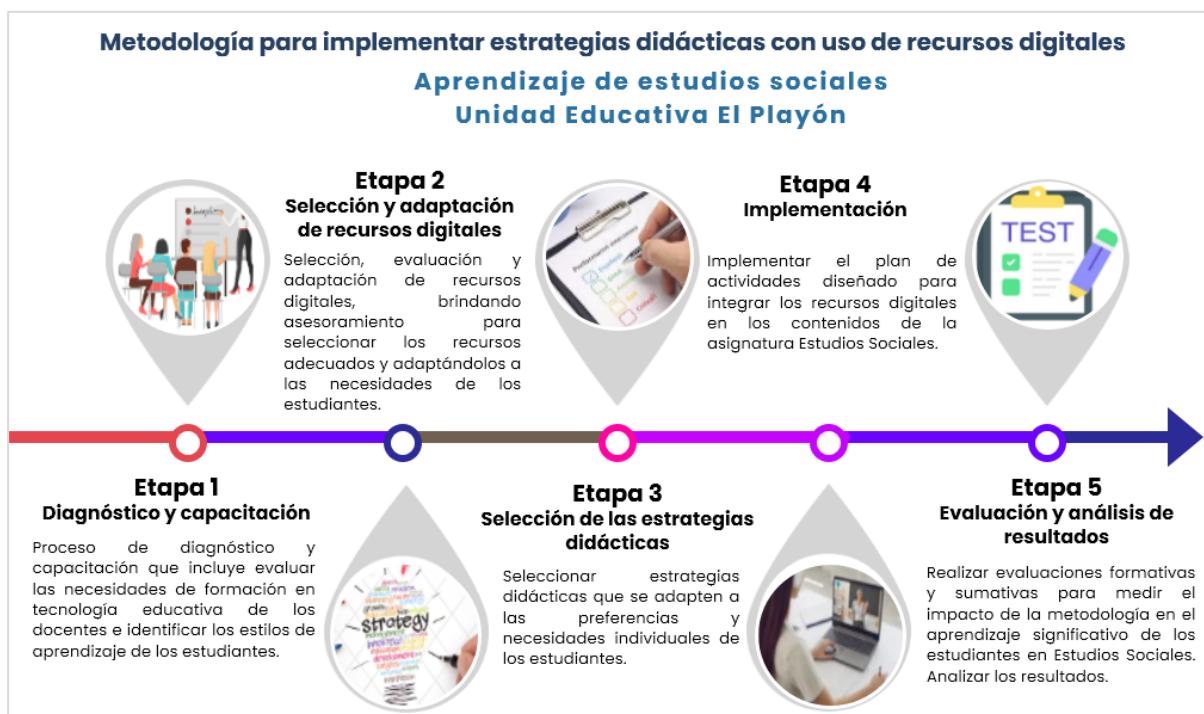 Metodología para implementar estrategias didácticas con uso de recursos digitales
Aprendizaje de estudios sociales
Unidad Educativa El Playón
Etapa 1
Diagnóstico y capacitación
Proceso de diagnóstico y
capacitación que incluye evaluar
las necesidades de formación en
tecnología educativa de los
docentes e identificar los estilos de
aprendizaje de los estudiantes.
Etapa 2
Selección y adaptación
de recursos digitales
Selección, evaluación y
adaptación de recursos
digitales, brindando
asesoramiento para
seleccionar los recursos
adecuados y adaptándolos a
las necesidades de los
estudiantes.
strategy
Etapa 3
Selección de las estrategias
didácticas
Seleccionar estrategias
didácticas que se adapten a
las preferencias y
necesidades individuales de
los estudiantes.
Etapa 4
Implementación
Implementar el plan de
actividades diseñado para
integrar los recursos digitales
en los contenidos de la
asignatura Estudios Sociales.
TEST
Etapa 5
Evaluación y análisis de
resultados
Realizar evaluaciones formativas
y sumativas para medir el
impacto de la metodología en el
aprendizaje significativo de los
estudiantes en Estudios Sociales.
Analizar los resultados.